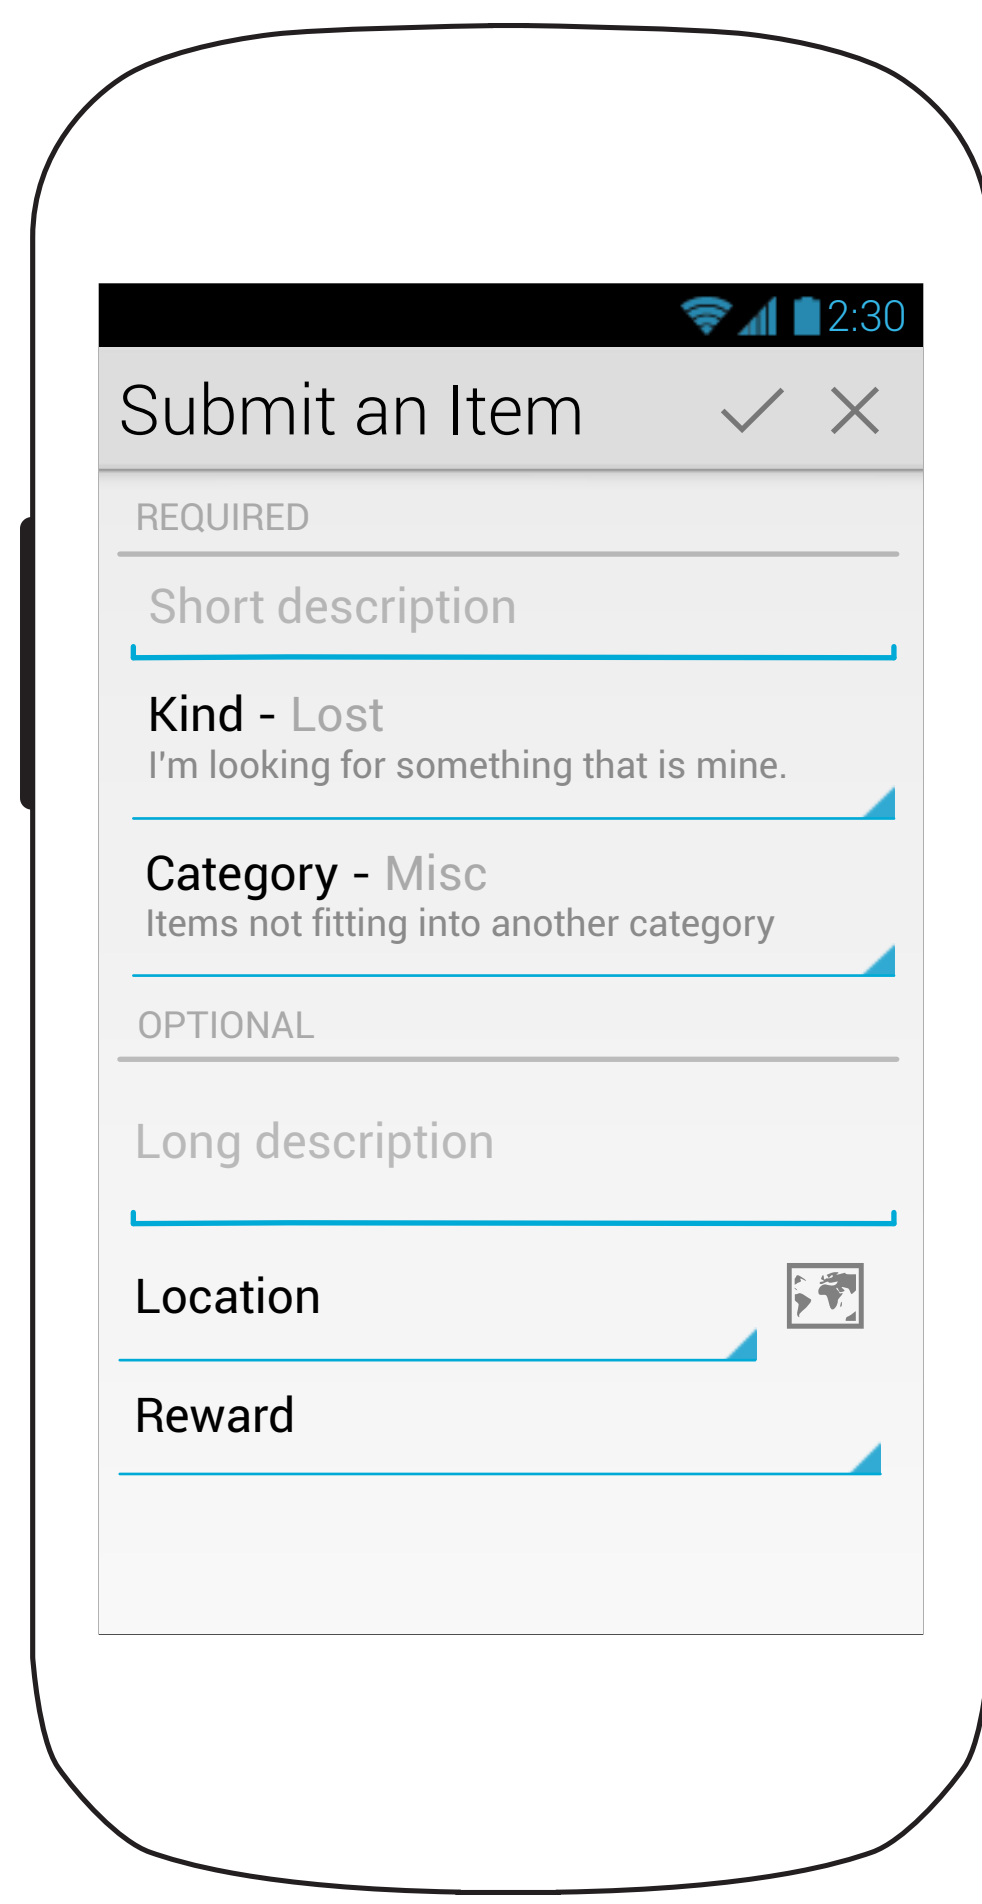 2:30
Submit an Item
REQUIRED
Short description
Kind - Lost
I'm looking for something that is mine.
Category - Misc
Items not fitting into another category
OPTIONAL
Long description
Location
Reward